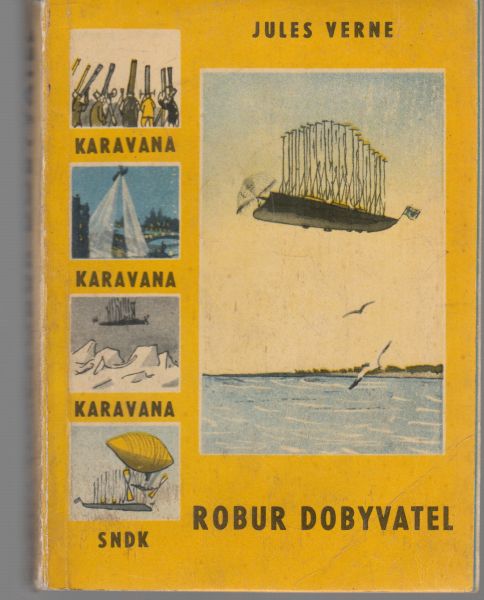 JULES VERNE
KARAVANA
KARAVANA
KARAVANA
SNDK
ROBUR DOBYVATEL